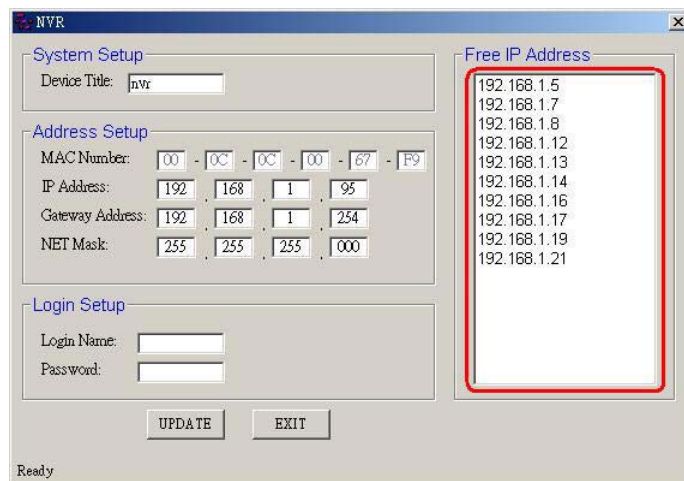 NVR
System Setup
Device Title: nvr
Address Setup
MAC Number: 00 - 0C - 0C - 00 - 67 - F9
IP Address: 192 . 168 . 1 . 95
Gateway Address: 192 . 168 . 1 . 254
NET Mask: 255 . 255 . 255 . 000
Login Setup
Login Name:
Password:
UPDATE EXIT
Free IP Address
192.168.1.5
192.168.1.7
192.168.1.8
192.168.1.12
192.168.1.13
192.168.1.14
192.168.1.16
192.168.1.17
192.168.1.19
192.168.1.21
Ready